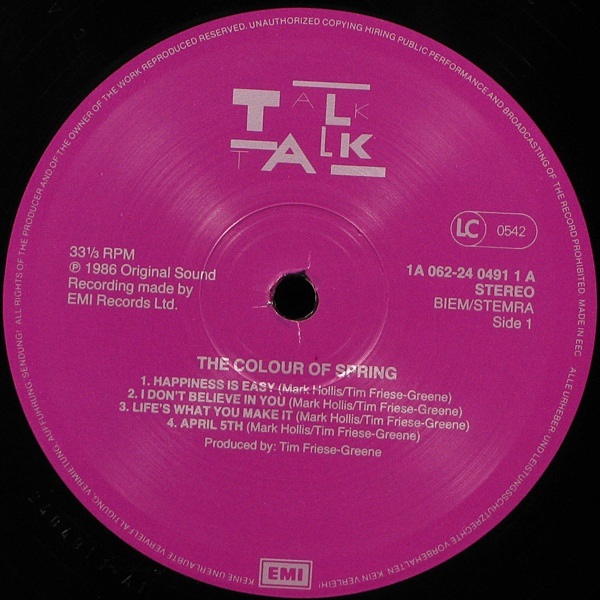 TALK
TALK
LC 0542
33⅓ RPM
℗ 1986 Original Sound
Recording made by
EMI Records Ltd.
1A 062-24 0491 1 A
STEREO
BIEM/STEMRA
Side 1
THE COLOUR OF SPRING
1. HAPPINESS IS EASY (Mark Hollis/Tim Friese-Greene)
2. I DON'T BELIEVE IN YOU (Mark Hollis/Tim Friese-Greene)
3. LIFE'S WHAT YOU MAKE IT (Mark Hollis/Tim Friese-Greene)
4. APRIL 5TH (Mark Hollis/Tim Friese-Greene)
Produced by: Tim Friese-Greene
EMI
ALL RIGHTS OF THE PRODUCER AND OF THE OWNER OF THE WORK REPRODUCED RESERVED. UNAUTHORIZED COPYING HIRING PUBLIC PERFORMANCE AND BROADCASTING OF THE RECORD PROHIBITED. MADE IN EEC
ALLE URHEBER UND LEISTUNGSSCHUTZRECHTE VORBEHALTEN KEIN VERLEIH! KEINE UNERLAUBTE VERVIELFÄLTIGUNG, VERMIETUNG, AUFFÜHRUNG, SENDUNG!